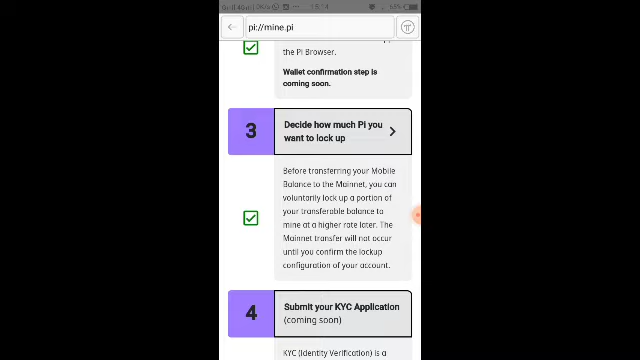 15:14
63%
pi://mine.pi
the Pi Browser.
Wallet confirmation step is
coming soon.
3
Decide how much Pi you
want to lock up
Before transferring your Mobile
Balance to the Mainnet, you can
voluntarily lock up a portion of
your transferable balance to
mine at a higher rate later. The
Mainnet transfer will not occur
until you confirm the lockup
configuration of your account.
4
Submit your KYC Application
(coming soon)
KYC (Identity Verification) is a